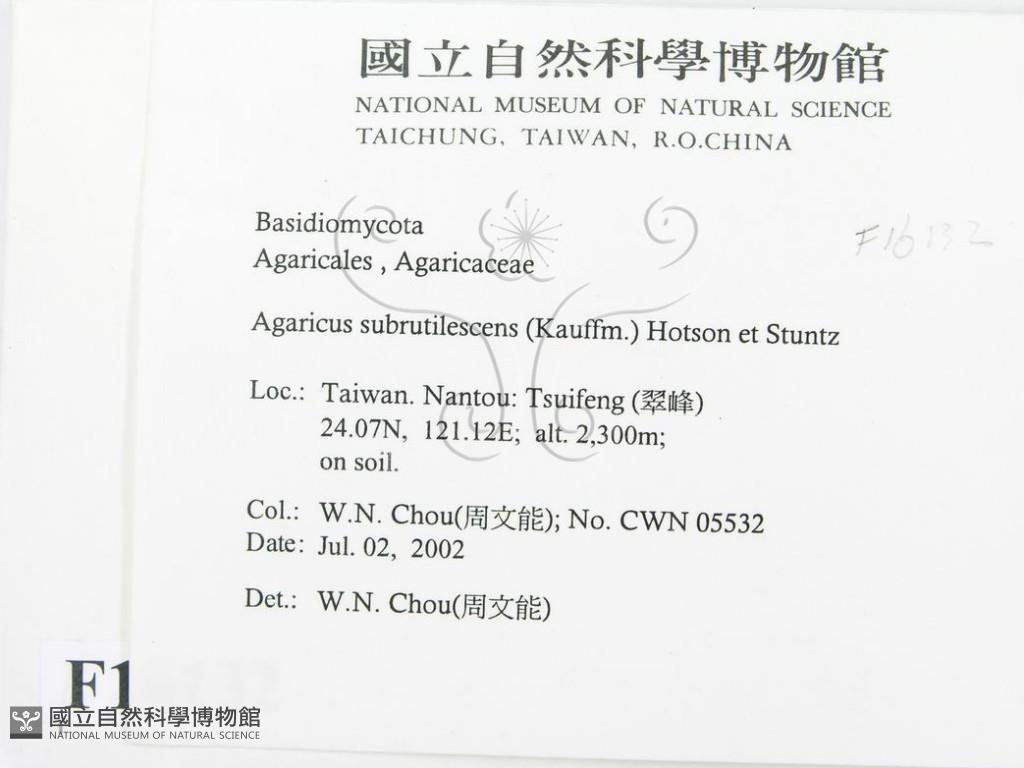 國立自然科學博物館
NATIONAL MUSEUM OF NATURAL SCIENCE
TAICHUNG, TAIWAN, R.O.CHINA
Basidiomycota
F16132
Agaricales , Agaricaceae
Agaricus subrutilescens (Kauffm.) Hotson et Stuntz
Loc.: Taiwan. Nantou: Tsuifeng (翠峰)
24.07N, 121.12E; alt. 2,300m;
on soil.
Col.: W.N. Chou(周文能); No. CWN 05532
Date: Jul. 02, 2002
Det.: W.N. Chou(周文能)
F1
國立自然科學博物館
NATIONAL MUSEUM OF NATURAL SCIENCE